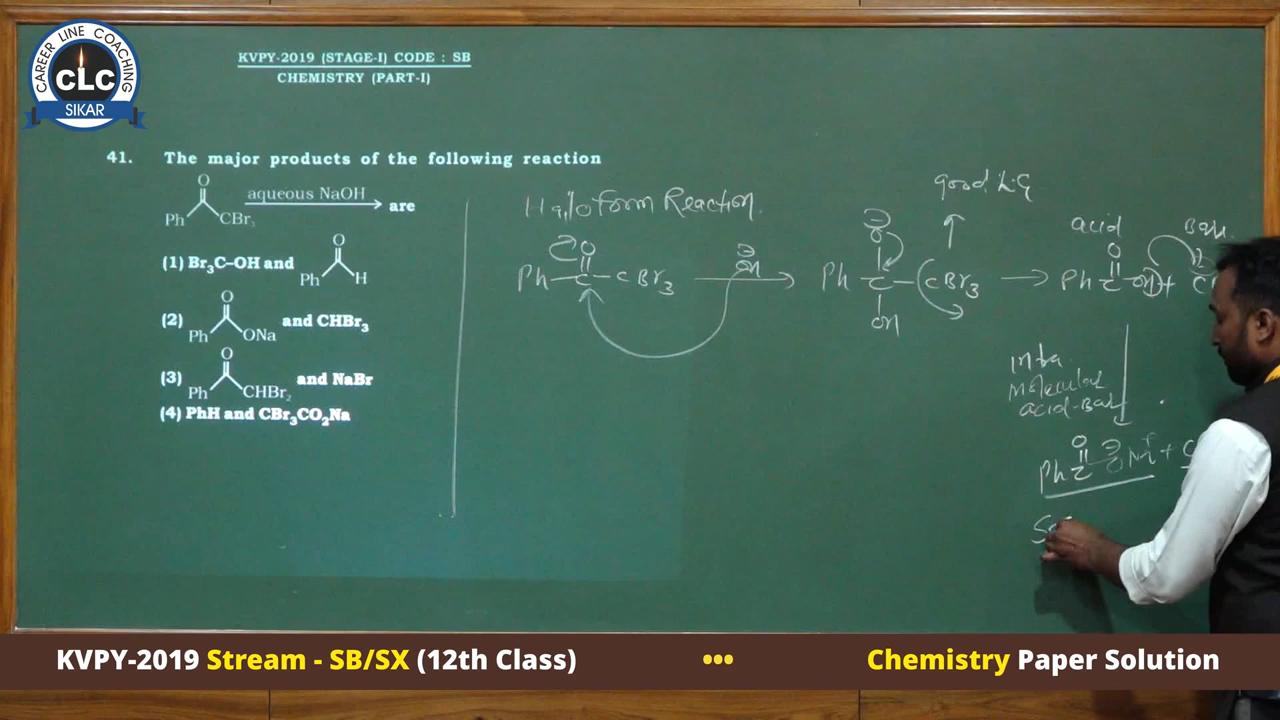 CAREER LINE COACHING
CLC
SIKAR
KVPY-2019 (STAGE-I) CODE : SB
CHEMISTRY (PART-I)
41. The major products of the following reaction
O
Ph CBr₃ aqueous NaOH are
(1) Br₃C–OH and Ph O H
(2) Ph O ONa and CHBr₃
(3) Ph O CHBr₂ and NaBr
(4) PhH and CBr₃CO₂Na
Haloform Reaction
Ph–C–CBr₃
O
OH
Ph C–CBr₃
O
OH
good LG
acid
O
Ph C–OH +
Intra
molecular
acid-Base
O
Ph C
KVPY-2019 Stream - SB/SX (12th Class) ••• Chemistry Paper Solution